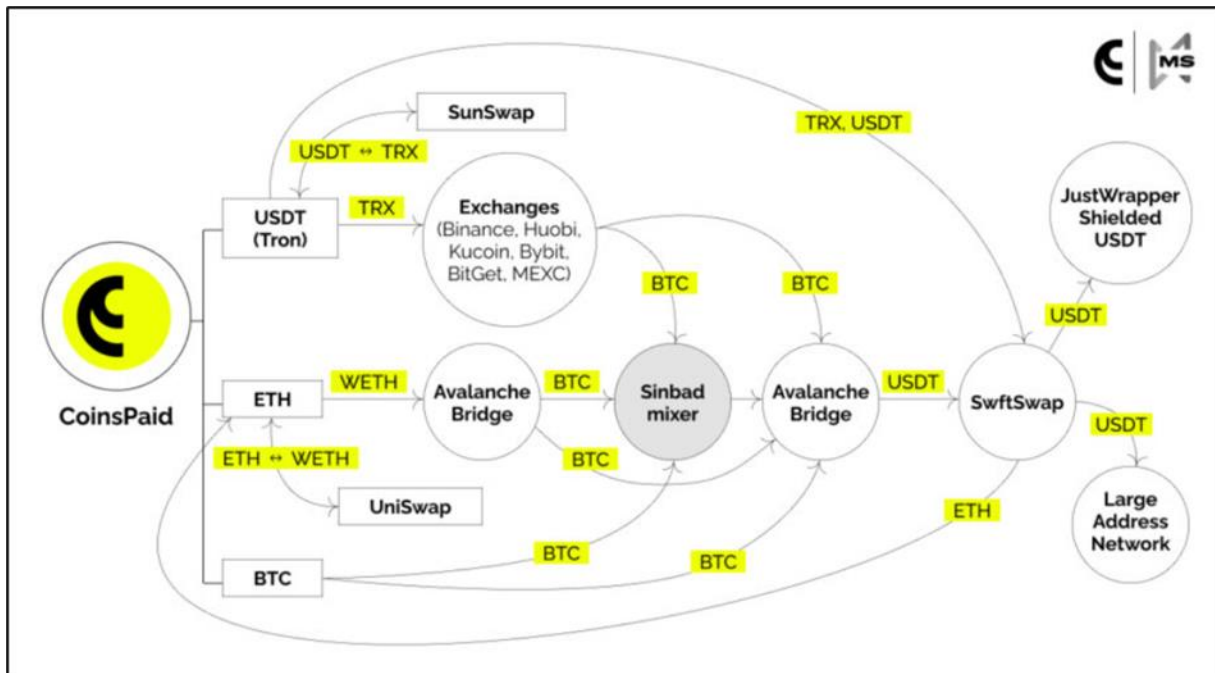 MS
TRX, USDT
SunSwap
USDT ↔ TRX
JustWrapper
Shielded
USDT
USDT
(Tron)
TRX
Exchanges
(Binance, Huobi,
Kucoin, Bybit,
BitGet, MEXC)
BTC
BTC
USDT
CoinsPaid
ETH
WETH
Avalanche
Bridge
BTC
Sinbad
mixer
Avalanche
Bridge
USDT
SwftSwap
USDT
ETH ↔ WETH
BTC
UniSwap
ETH
Large
Address
Network
BTC
BTC
BTC